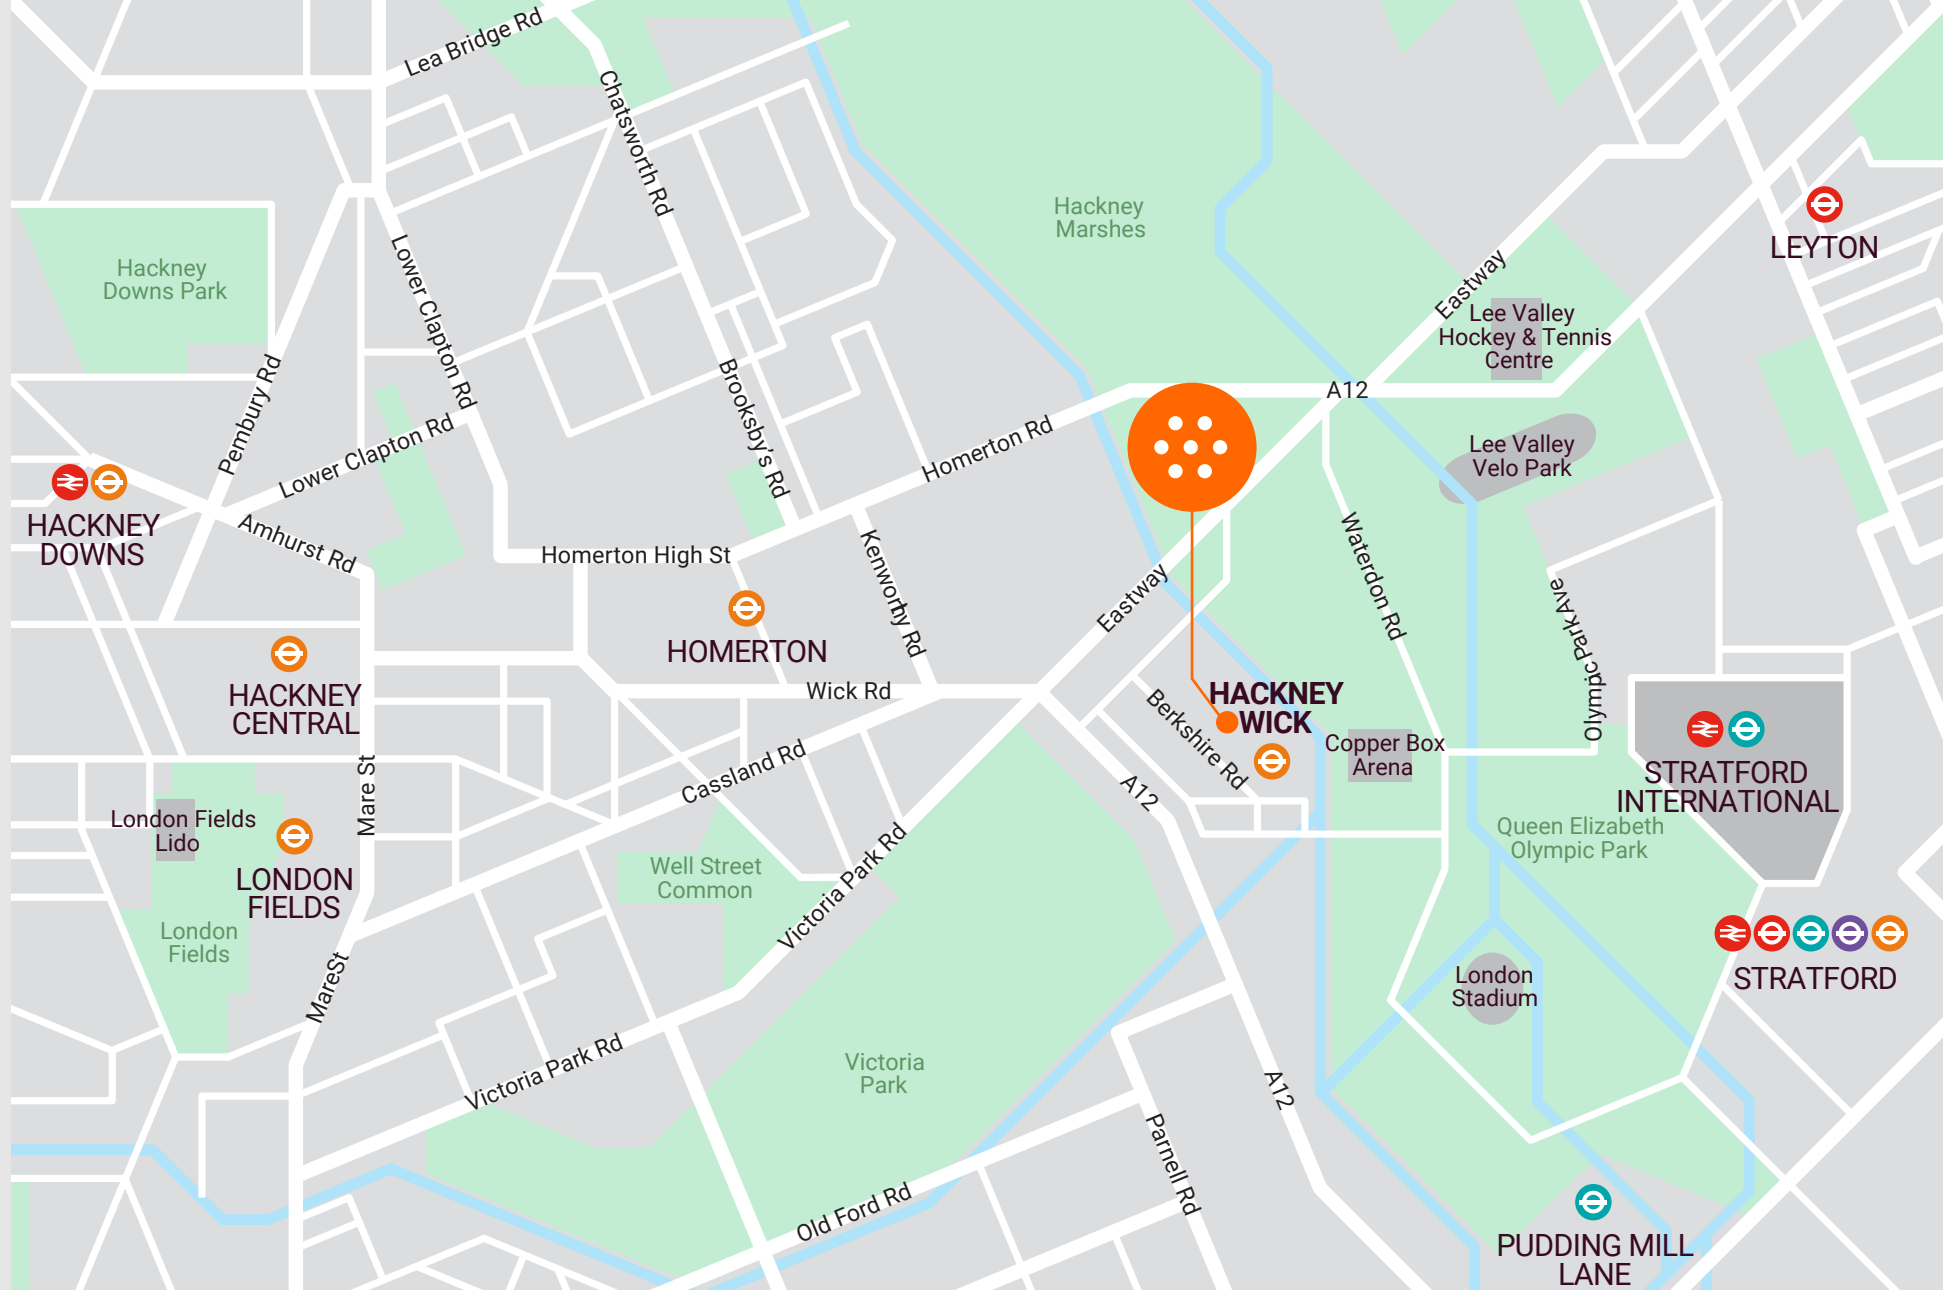 Lea Bridge Rd
Chatsworth Rd
Hackney
Marshes
LEYTON
Hackney
Downs Park
Lower Clapton Rd
Eastway
Lee Valley
Hockey & Tennis
Centre
Pembury Rd
Brooksby's Rd
A12
Lower Clapton Rd
Homerton Rd
Lee Valley
Velo Park
HACKNEY
DOWNS
Amhurst Rd
Homerton High St
Kenworthy Rd
Eastway
Waterdon Rd
Olympic Park Ave
HOMERTON
HACKNEY
CENTRAL
Wick Rd
HACKNEY
WICK
Berkshire Rd
Copper Box
Arena
STRATFORD
INTERNATIONAL
Cassland Rd
A12
Mare St
London Fields
Lido
Queen Elizabeth
Olympic Park
LONDON
FIELDS
Well Street
Common
Victoria Park Rd
London
Fields
STRATFORD
MareSt
London
Stadium
Victoria Park Rd
Victoria
Park
A12
Parnell Rd
Old Ford Rd
PUDDING MILL
LANE